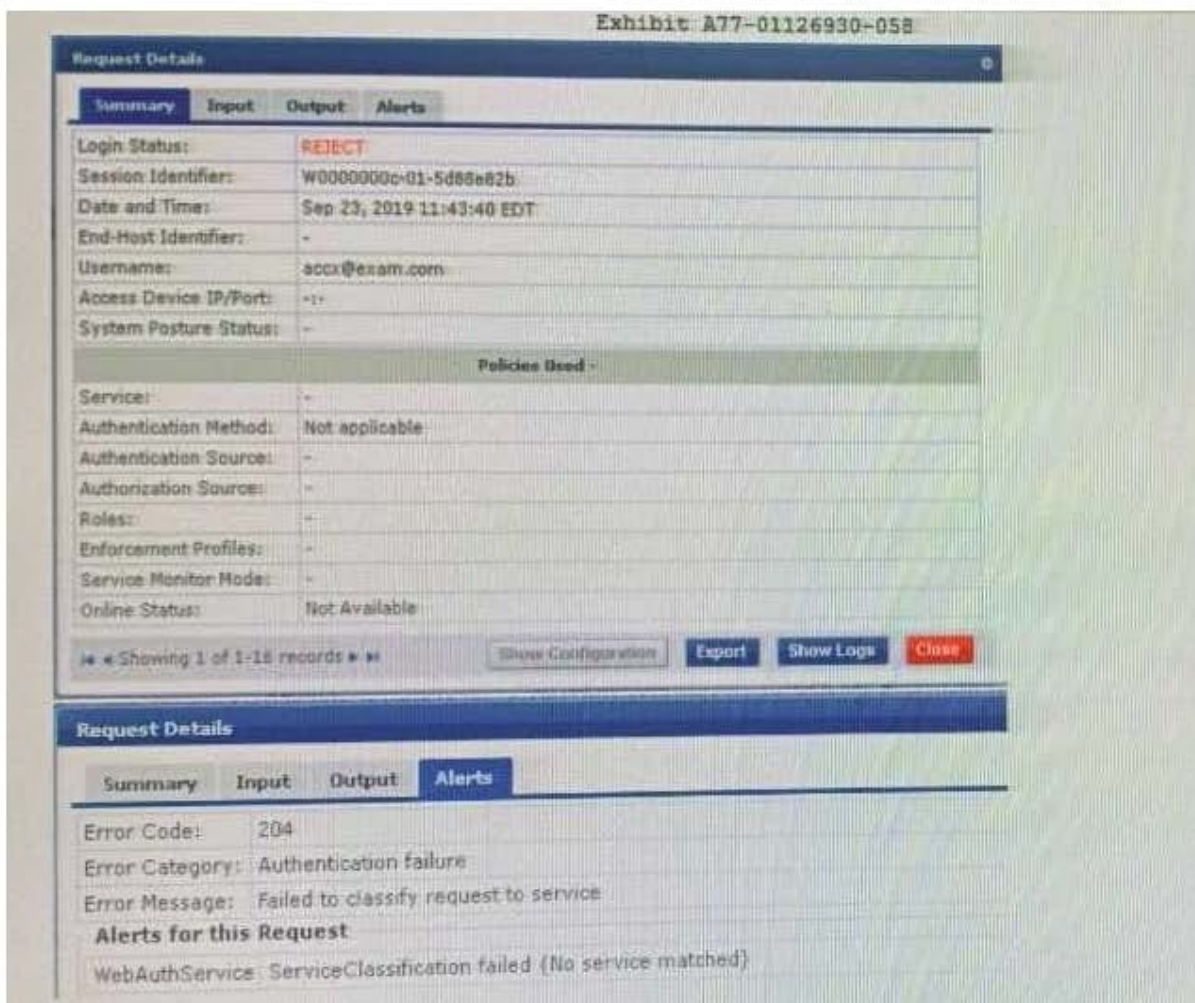 Exhibit A77-01126930-058
Request Details
Summary Input Output Alerts
Login Status: REJECT
Session Identifier: W0000000c-01-5d88e82b
Date and Time: Sep 23, 2019 11:43:40 EDT
End-Host Identifier: -
Username: accx@exam.com
Access Device IP/Port: -:-
System Posture Status: -
Policies Used -
Service: -
Authentication Method: Not applicable
Authentication Source: -
Authorization Source: -
Roles: -
Enforcement Profiles: -
Service Monitor Mode: -
Online Status: Not Available
Showing 1 of 1-16 records Show Configuration Export Show Logs Close
Request Details
Summary Input Output Alerts
Error Code: 204
Error Category: Authentication failure
Error Message: Failed to classify request to service
Alerts for this Request
WebAuthService ServiceClassification failed (No service matched)